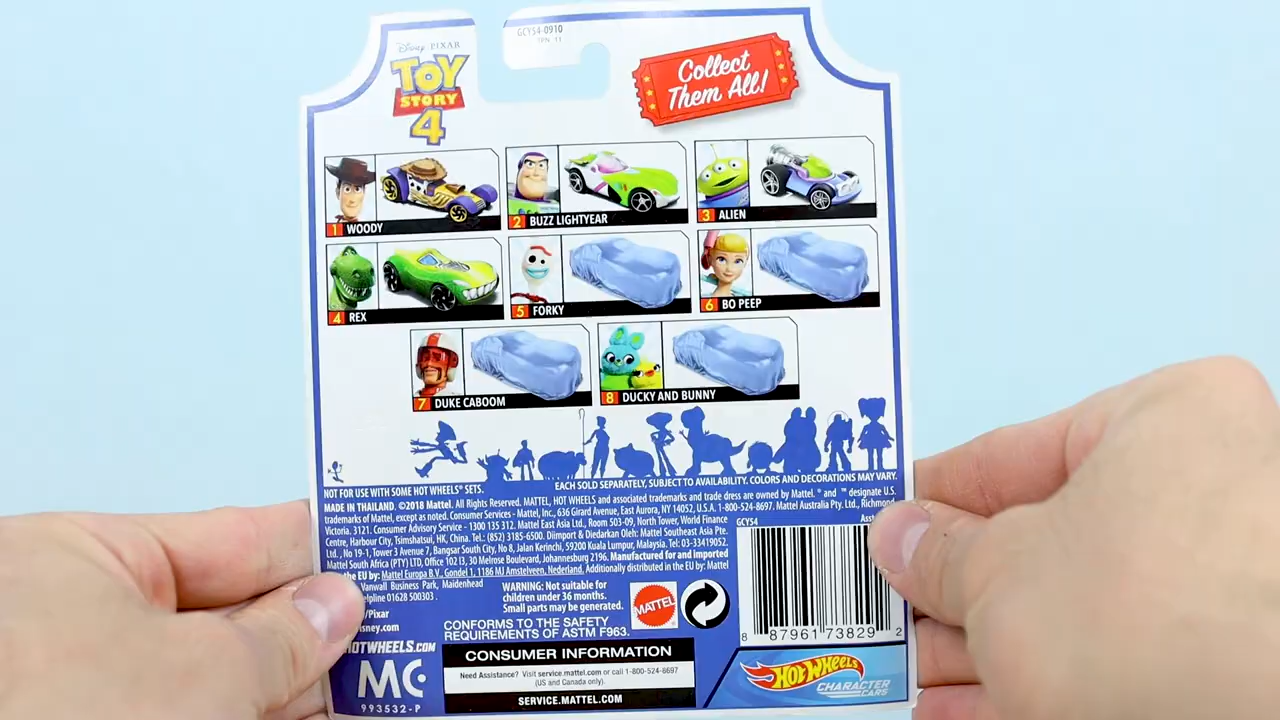 GCY54-0910
Disney PIXAR
TOY
STORY
4
Collect
Them All!
1 WOODY
2 BUZZ LIGHTYEAR
3 ALIEN
4 REX
5 FORKY
6 BO PEEP
7 DUKE CABOOM
8 DUCKY AND BUNNY
NOT FOR USE WITH SOME HOT WHEELS® SETS.
EACH SOLD SEPARATELY, SUBJECT TO AVAILABILITY. COLORS AND DECORATIONS MAY VARY.
MADE IN THAILAND. ©2018 Mattel. All Rights Reserved. MATTEL, HOT WHEELS and associated trademarks and trade dress are owned by Mattel. ® and ™ designate U.S.
trademarks of Mattel, except as noted. Consumer Services - Mattel, Inc., 636 Girard Avenue, East Aurora, NY 14052, U.S.A. 1-800-524-8697. Mattel Australia Pty. Ltd., Richmond,
Victoria. 3121. Consumer Advisory Service - 1300 135 312. Mattel East Asia Ltd., Room 503-09, North Tower, World Finance
Centre, Harbour City, Tsimshatsui, HK, China. Tel.: (852) 3185-6500. Diimport & Diedarkan Oleh: Mattel Southeast Asia Pte.
Ltd., No 19-1, Tower 3 Avenue 7, Bangsar South City, No 8, Jalan Kerinchi, 59200 Kuala Lumpur, Malaysia. Tel: 03-33419052.
Mattel South Africa (PTY) LTD, Office 102 I3, 30 Melrose Boulevard, Johannesburg 2196. Manufactured for and imported
the EU by: Mattel Europa B.V., Gondel 1, 1186 MJ Amstelveen, Nederland. Additionally distributed in the EU by: Mattel
Vanwall Business Park, Maidenhead
elpline 01628 500303.
/Pixar
isney.com
HOTWHEELS.COM
WARNING: Not suitable for
children under 36 months.
Small parts may be generated.
CONFORMS TO THE SAFETY
REQUIREMENTS OF ASTM F963.
MATTEL
GCY54
Asst
8 87961 73829 2
MC
993532-P
CONSUMER INFORMATION
Need Assistance? Visit service.mattel.com or call 1-800-524-8697
(US and Canada only).
SERVICE.MATTEL.COM
HOT WHEELS
CHARACTER
CARS